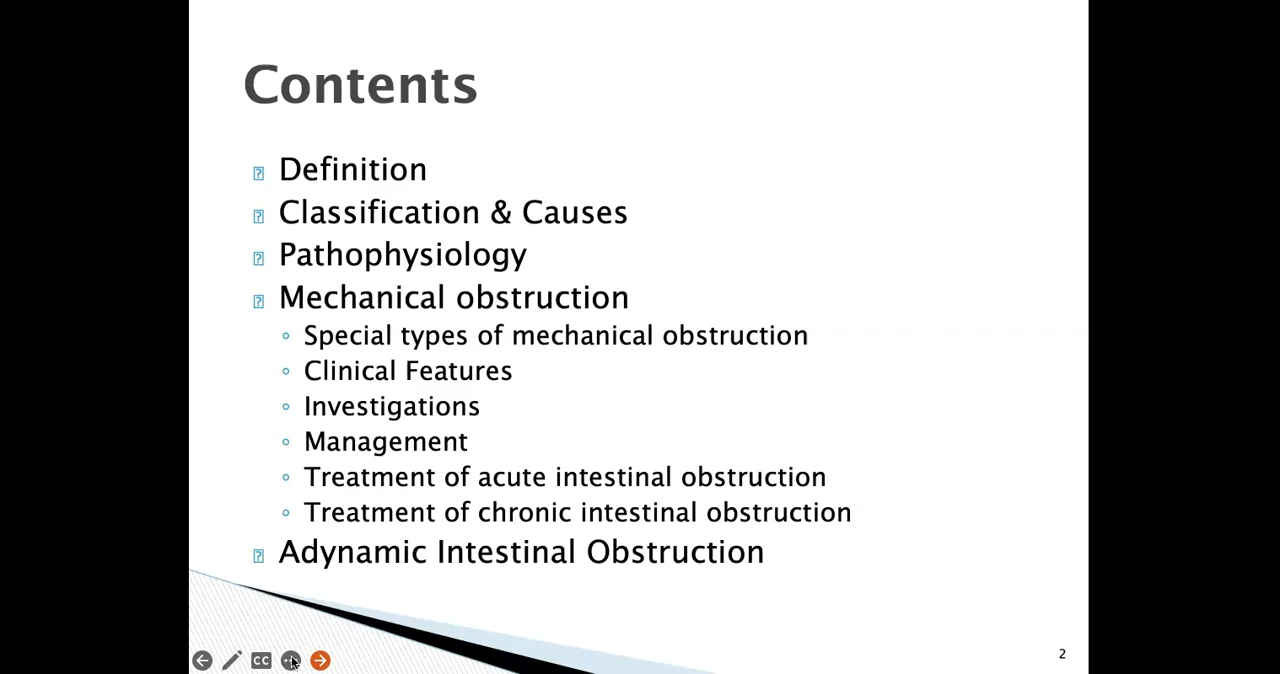 Contents
Definition
Classification & Causes
Pathophysiology
Mechanical obstruction
Special types of mechanical obstruction
Clinical Features
Investigations
Management
Treatment of acute intestinal obstruction
Treatment of chronic intestinal obstruction
Adynamic Intestinal Obstruction
CC
2